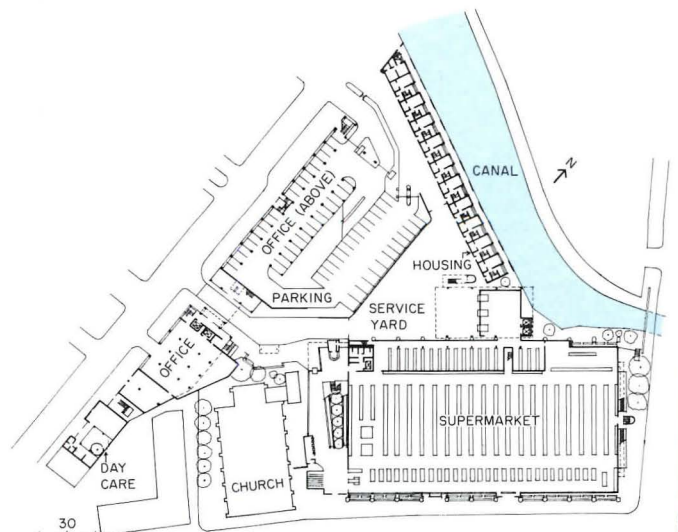 CANAL
N
OFFICE (ABOVE)
HOUSING
PARKING
SERVICE
YARD
OFFICE
SUPERMARKET
DAY
CARE
CHURCH
30